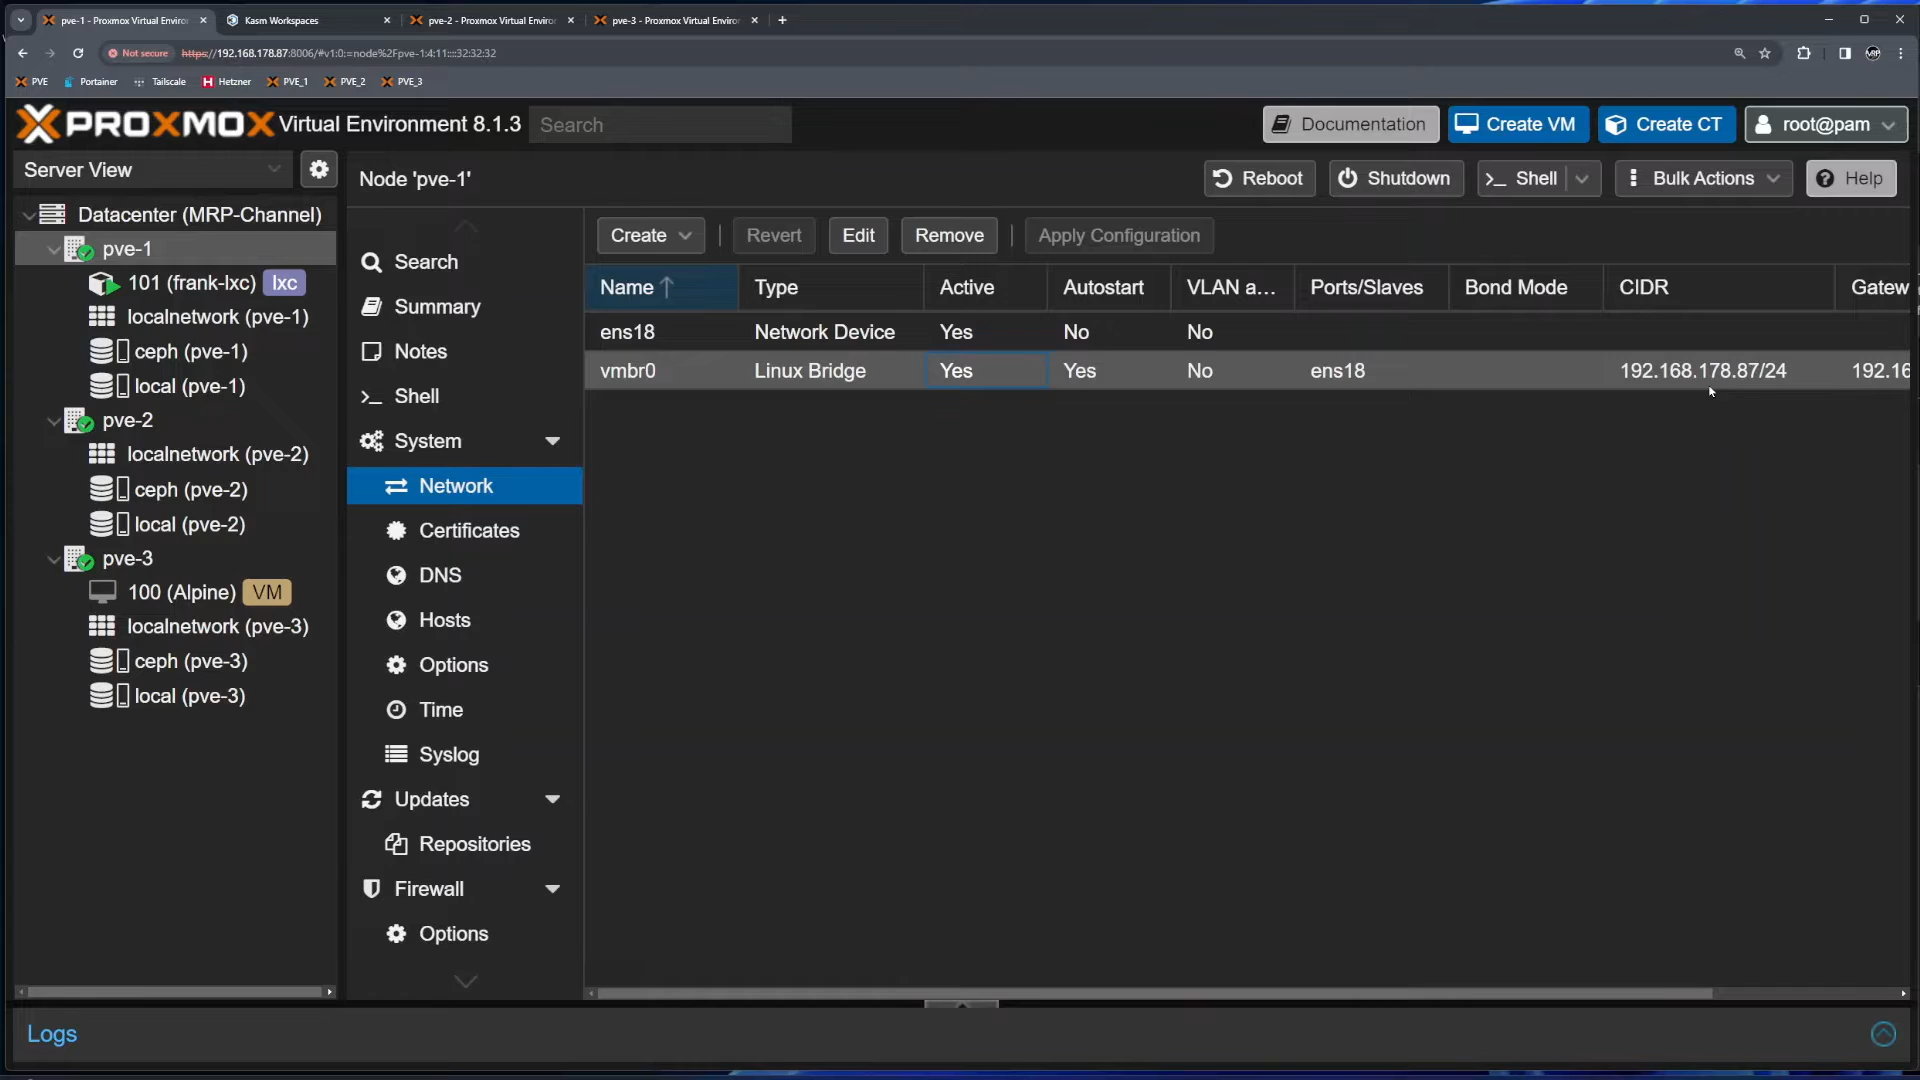 pve-1 - Proxmox Virtual Enviro
Kasm Workspaces
pve-2 - Proxmox Virtual Enviro
pve-3 - Proxmox Virtual Enviro
Not secure
https://192.168.178.87:8006/#v1:0:=node%2Fpve-1:4:11::::32:32:32
PVE
Portainer
Tailscale
Hetzner
PVE_1
PVE_2
PVE_3
PROXMOX
Virtual Environment 8.1.3
Search
Documentation
Create VM
Create CT
root@pam
Server View
Node 'pve-1'
Reboot
Shutdown
Shell
Bulk Actions
Help
Datacenter (MRP-Channel)
pve-1
101 (frank-lxc) lxc
localnetwork (pve-1)
ceph (pve-1)
local (pve-1)
pve-2
localnetwork (pve-2)
ceph (pve-2)
local (pve-2)
pve-3
100 (Alpine) VM
localnetwork (pve-3)
ceph (pve-3)
local (pve-3)
Search
Summary
Notes
Shell
System
Network
Certificates
DNS
Hosts
Options
Time
Syslog
Updates
Repositories
Firewall
Options
Create
Revert
Edit
Remove
Apply Configuration
Name Type Active Autostart VLAN a... Ports/Slaves Bond Mode CIDR Gatew
ens18 Network Device Yes No No
vmbr0 Linux Bridge Yes Yes No ens18 192.168.178.87/24 192.16
Logs